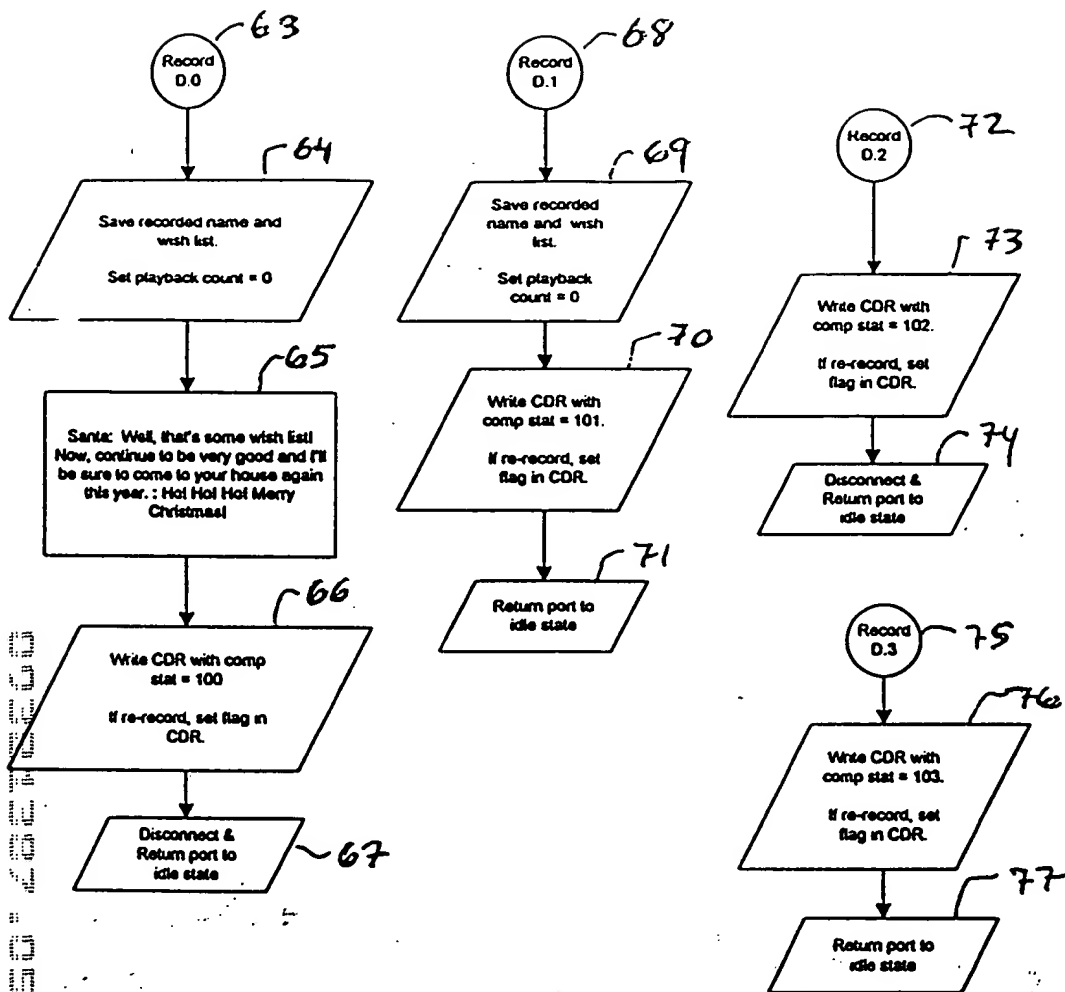 63
Record
D.0
64
Save recorded name and
wish list.
Set playback count = 0
65
Santa: Well, that's some wish list!
Now, continue to be very good and I'll
be sure to come to your house again
this year. : Ho! Ho! Ho! Merry
Christmas!
66
Write CDR with comp
stat = 100
If re-record, set flag in
CDR.
Disconnect &
Return port to
idle state
67
68
Record
D.1
69
Save recorded
name and wish
list.
Set playback
count = 0
70
Write CDR with
comp stat = 101.
If re-record, set
flag in CDR.
71
Return port to
idle state
72
Record
D.2
73
Write CDR with
comp stat = 102.
If re-record, set
flag in CDR.
74
Disconnect &
Return port to
idle state
75
Record
D.3
76
Write CDR with
comp stat = 103.
If re-record, set
flag in CDR.
77
Return port to
idle state